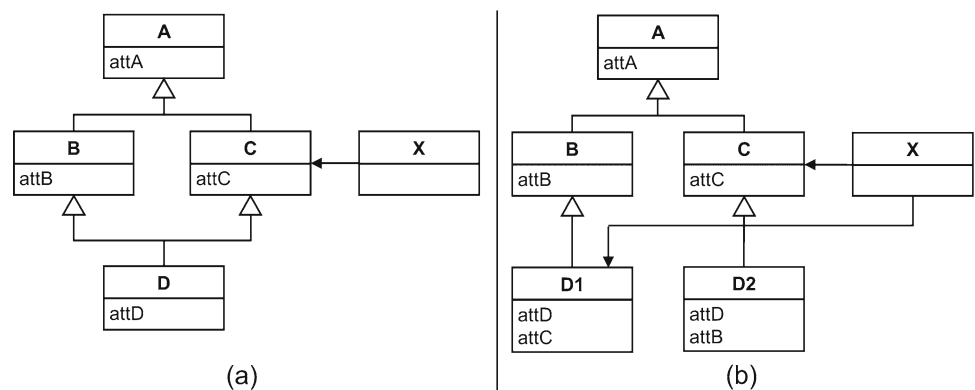 A
attA
B
attB
C
attC
X
D
attD
(a)
A
attA
B
attB
C
attC
X
D1
attD
attC
D2
attD
attB
(b)